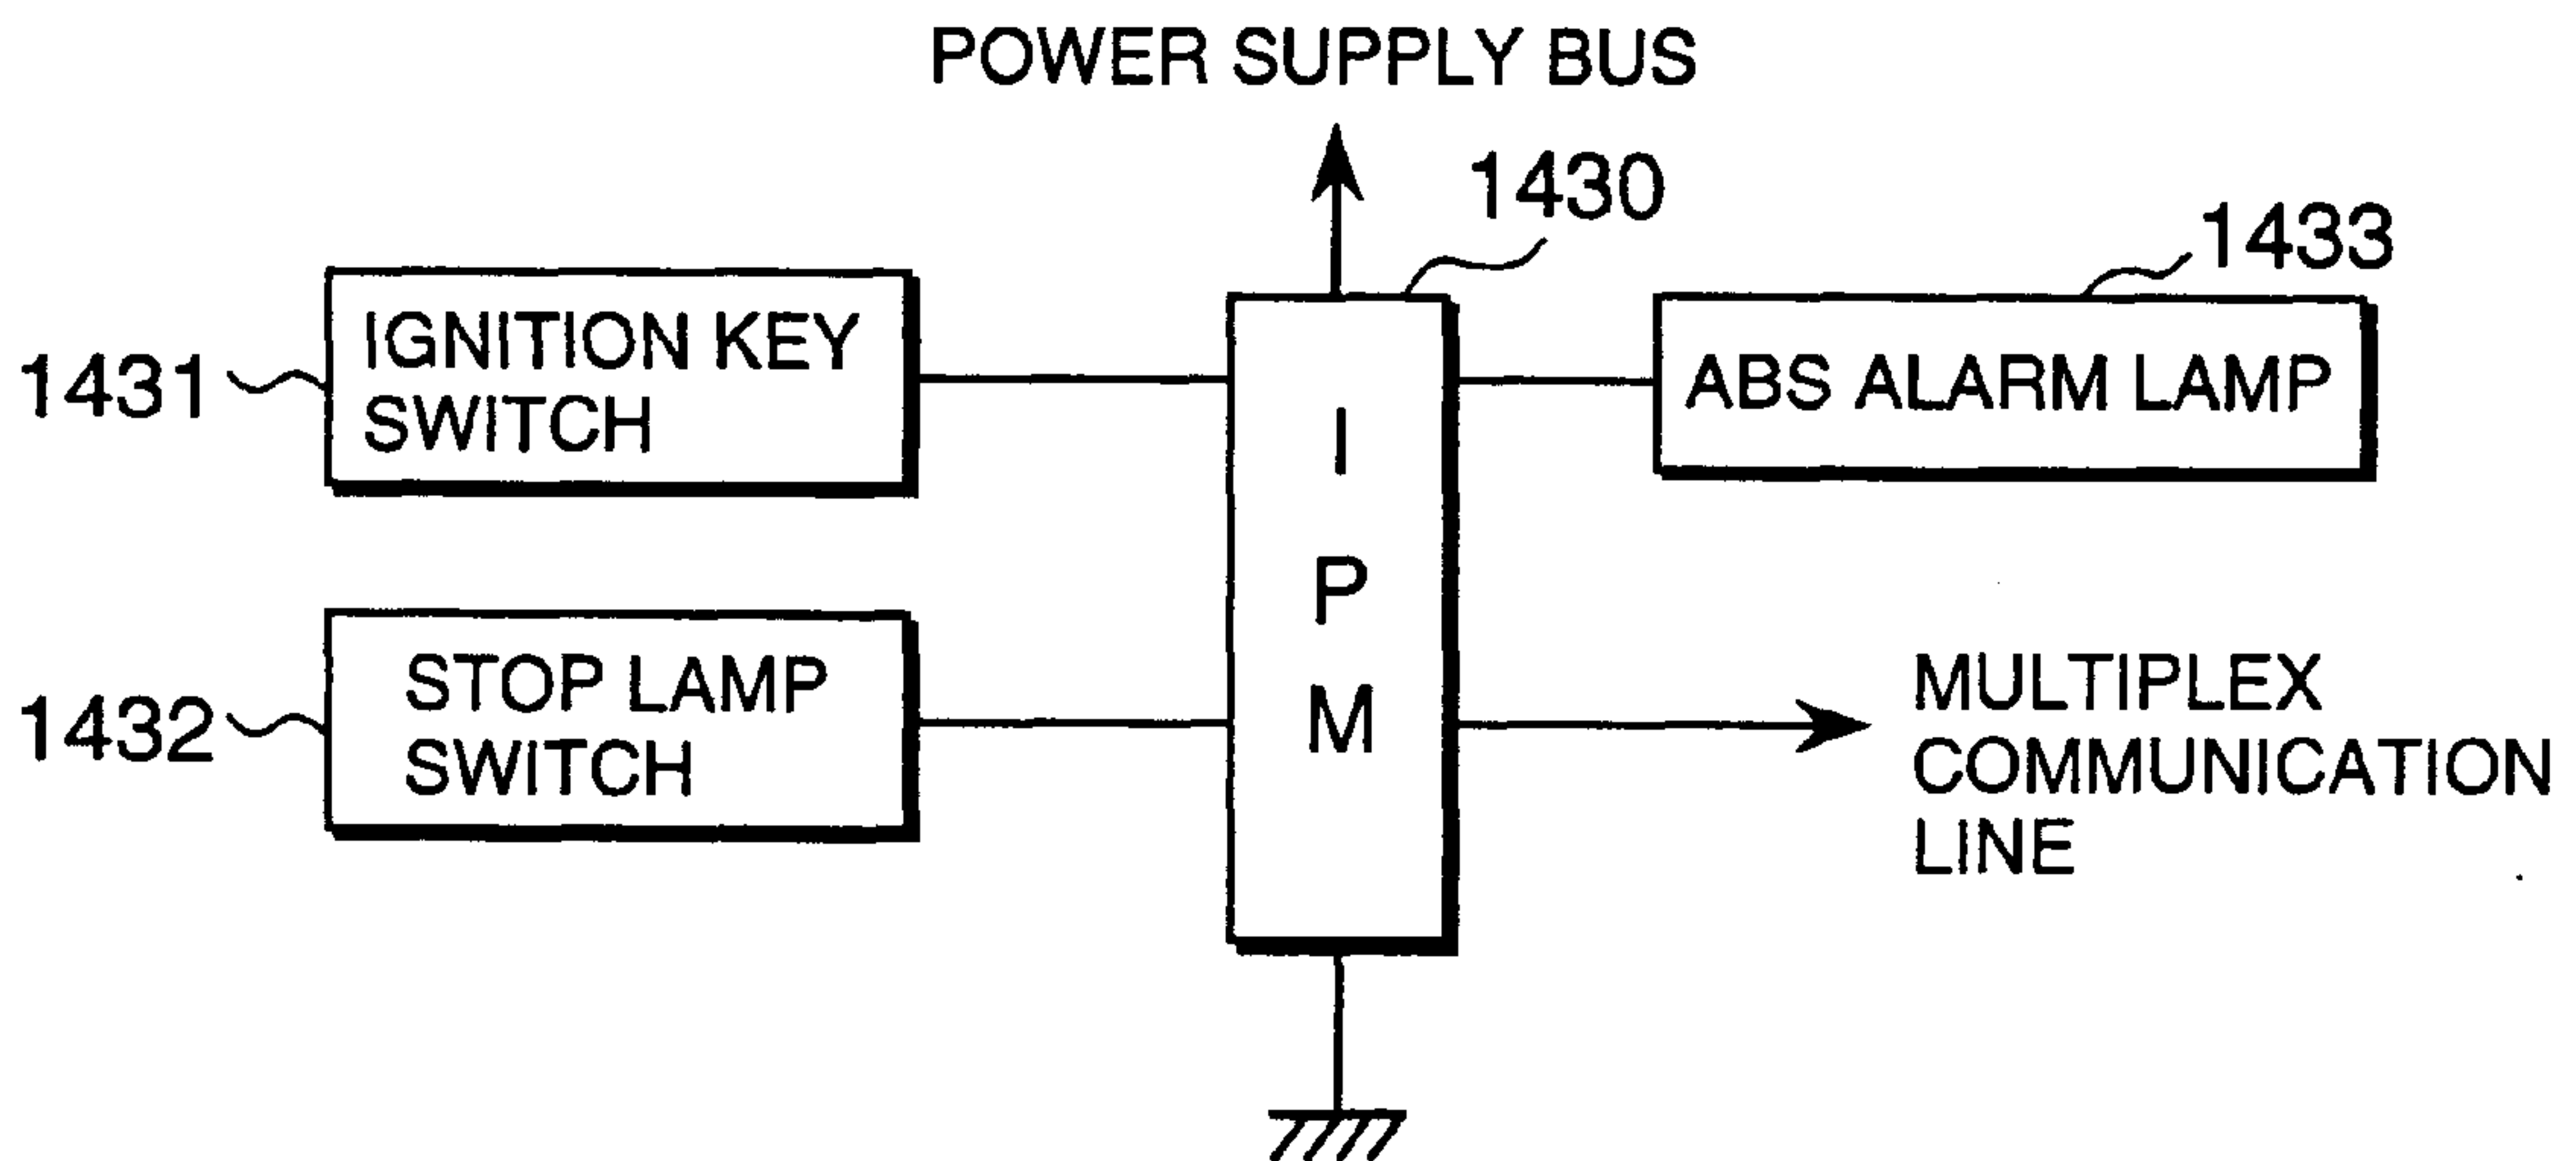 POWER SUPPLY BUS
1430
1433
1431
IGNITION KEY
SWITCH
I
P
M
ABS ALARM LAMP
1432
STOP LAMP
SWITCH
MULTIPLEX
COMMUNICATION
LINE